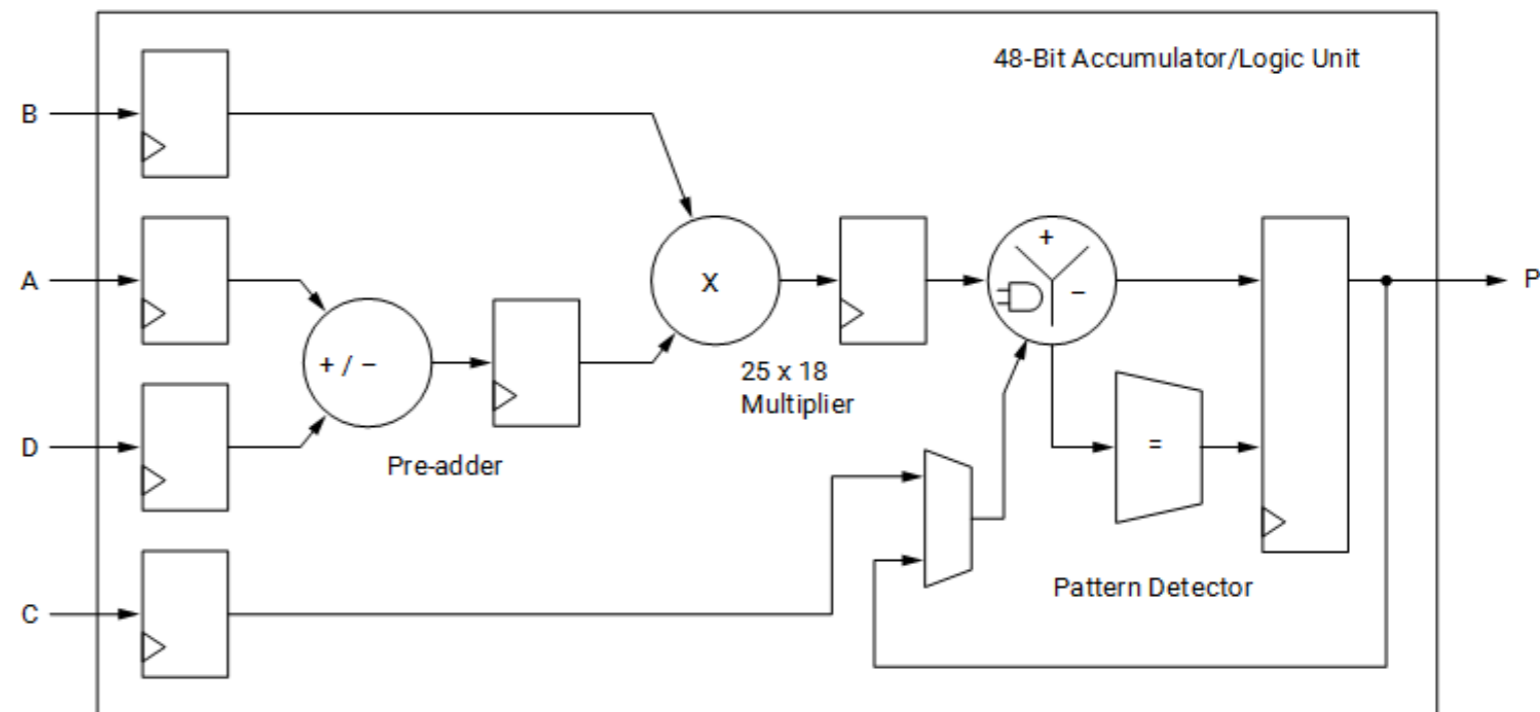 48-Bit Accumulator/Logic Unit
B
A
+ / −
X
+
−
P
25 x 18
Multiplier
D
Pre-adder
=
C
Pattern Detector